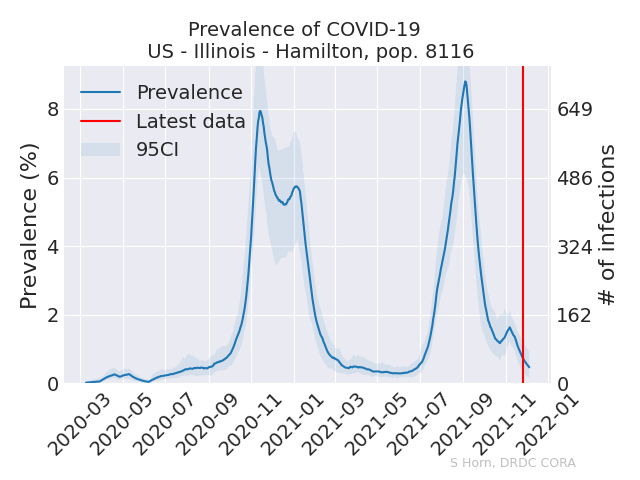 Prevalence of COVID-19
US - Illinois - Hamilton, pop. 8116
Prevalence
Latest data
95CI
Prevalence (%)
8
6
4
2
0
# of infections
649
486
324
162
0
2020-03
2020-05
2020-07
2020-09
2020-11
2021-01
2021-03
2021-05
2021-07
2021-09
2021-11
2022-01
S Horn, DRDC CORA